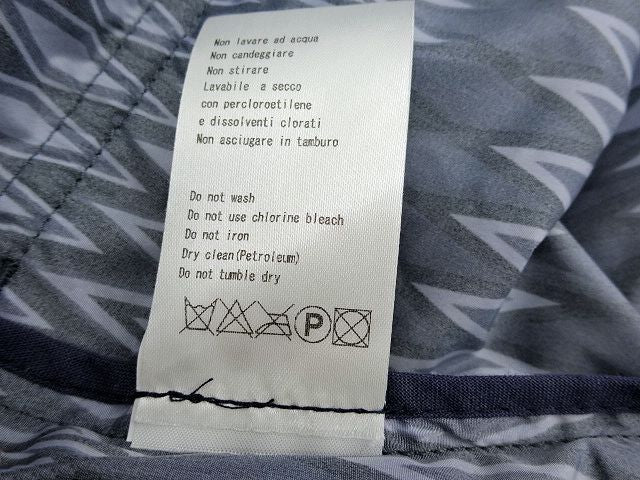 Non lavare ad acqua
Non candeggiare
Non stirare
Lavabile a secco
con percloroetilene
e dissolventi clorati
Non asciugare in tamburo
Do not wash
Do not use chlorine bleach
Do not iron
Dry clean(Petroleum)
Do not tumble dry
P